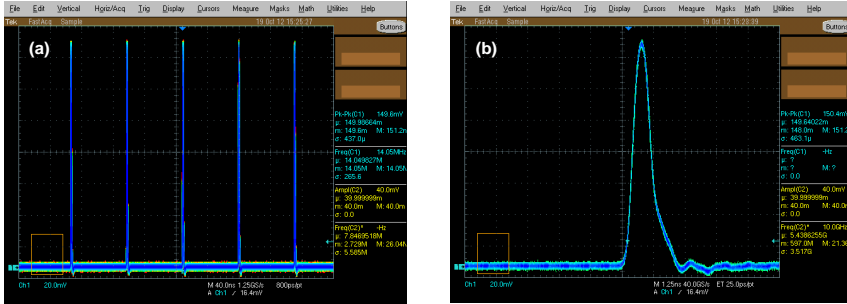 File Edit Vertical Horiz/Acq Trig Display Cursors Measure Masks Math Utilities Help
Tek FastAcq Sample 19 Oct 12 15:25:27 Buttons
(a)
Pk-Pk(C1) 149.6mV
μ: 149.98664m
m: 149.6m M: 151.2m
σ: 437.0μ
Freq(C1) 14.05MHz
μ: 14.049827M
m: 14.05M M: 14.05M
σ: 265.6
Ampl(C2) 40.0mV
μ: 39.999999m
m: 40.0m M: 40.0m
σ: 0.0
Freq(C2)* -Hz
μ: 7.8469518M
m: 2.729M M: 26.04M
σ: 5.585M
Ch1 20.0mV M 40.0ns 1.25GS/s 800ps/pt
A Ch1 ∕ 16.4mV
File Edit Vertical Horiz/Acq Trig Display Cursors Measure Masks Math Utilities Help
Tek FastAcq Sample 19 Oct 12 15:23:39 Buttons
(b)
Pk-Pk(C1) 150.4mV
μ: 149.64022m
m: 148.0m M: 151.2
σ: 463.1μ
Freq(C1) -Hz
μ: ?
m: ? M: ?
σ: 0.0
Ampl(C2) 40.0mV
μ: 39.999999m
m: 40.0m M: 40.0m
σ: 0.0
Freq(C2)* 10.0GHz
μ: 5.4386255G
m: 597.0M M: 21.36
σ: 3.517G
Ch1 20.0mV M 1.25ns 40.0GS/s ET 25.0ps/pt
A Ch1 ∕ 16.4mV